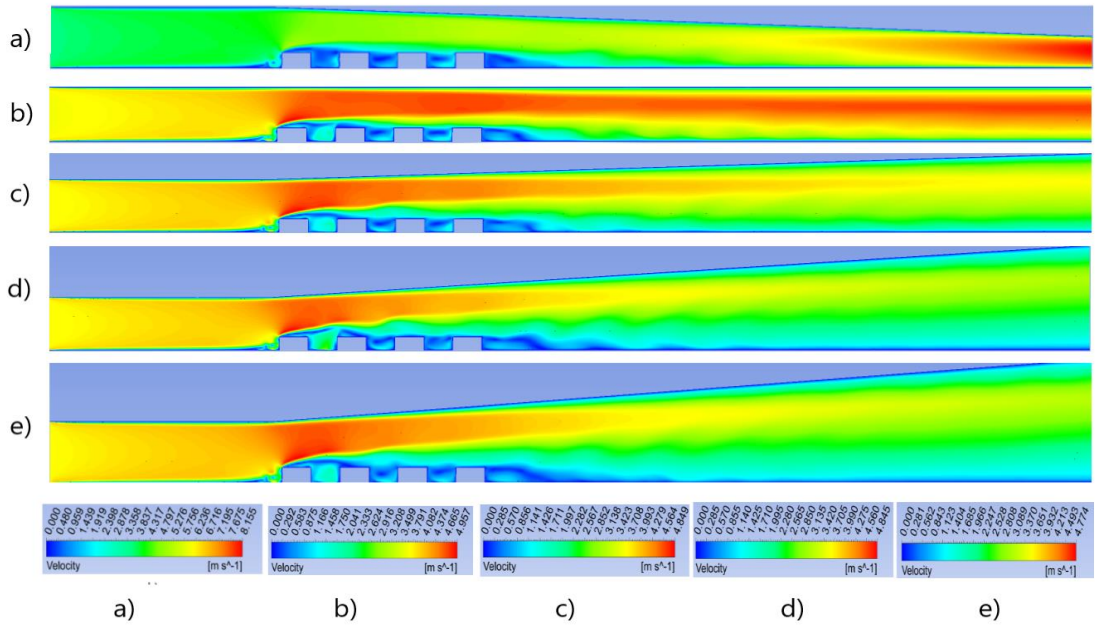 a)
b)
c)
d)
e)
0.000 0.480 0.959 1.439 1.919 2.398 2.878 3.358 3.837 4.317 4.797 5.276 5.756 6.236 6.716 7.195 7.675 8.155
Velocity [m s^-1]
0.000 0.292 0.583 0.875 1.166 1.458 1.750 2.041 2.333 2.624 2.916 3.208 3.499 3.791 4.082 4.374 4.665 4.957
Velocity [m s^-1]
0.000 0.285 0.570 0.856 1.141 1.426 1.711 1.997 2.282 2.567 2.852 3.138 3.423 3.708 3.993 4.279 4.564 4.849
Velocity [m s^-1]
0.000 0.285 0.570 0.855 1.140 1.425 1.710 1.995 2.280 2.565 2.850 3.135 3.420 3.705 3.990 4.275 4.560 4.845
Velocity [m s^-1]
0.000 0.562 0.843 1.404 1.685 1.966 2.247 2.528 2.808 3.089 3.370 3.651 3.932 4.213 4.493 4.774
Velocity [m s^-1]
a)
b)
c)
d)
e)